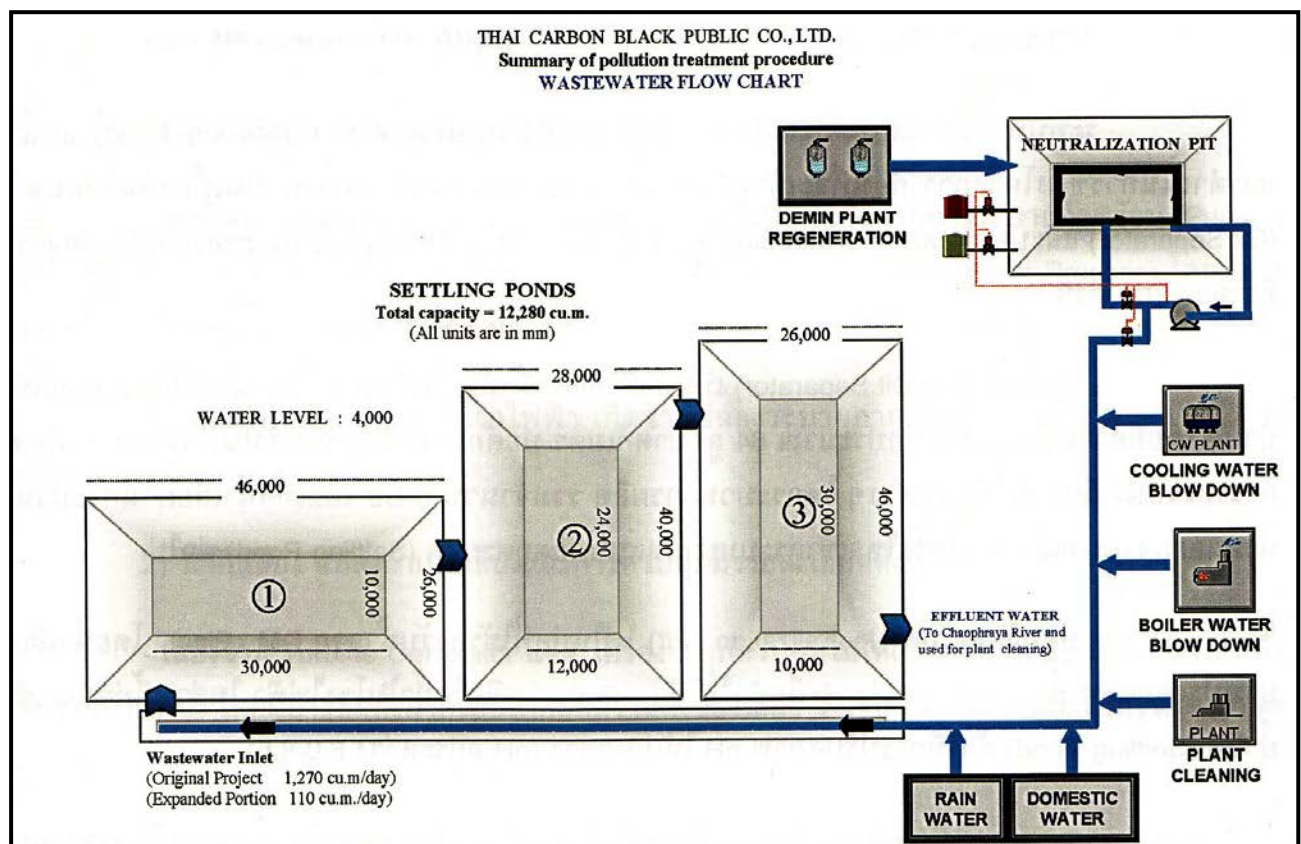 THAI CARBON BLACK PUBLIC CO., LTD.
Summary of pollution treatment procedure
WASTEWATER FLOW CHART
NEUTRALIZATION PIT
DEMIN PLANT
REGENERATION
SETTLING PONDS
Total capacity = 12,280 cu.m.
(All units are in mm)
26,000
28,000
WATER LEVEL : 4,000
46,000
①
10,000
26,000
30,000
②
24,000
40,000
12,000
③
30,000
46,000
10,000
CW PLANT
COOLING WATER
BLOW DOWN
BOILER WATER
BLOW DOWN
EFFLUENT WATER
(To Chaophraya River and
used for plant cleaning)
PLANT
PLANT
CLEANING
Wastewater Inlet
(Original Project 1,270 cu.m/day)
(Expanded Portion 110 cu.m./day)
RAIN
WATER
DOMESTIC
WATER